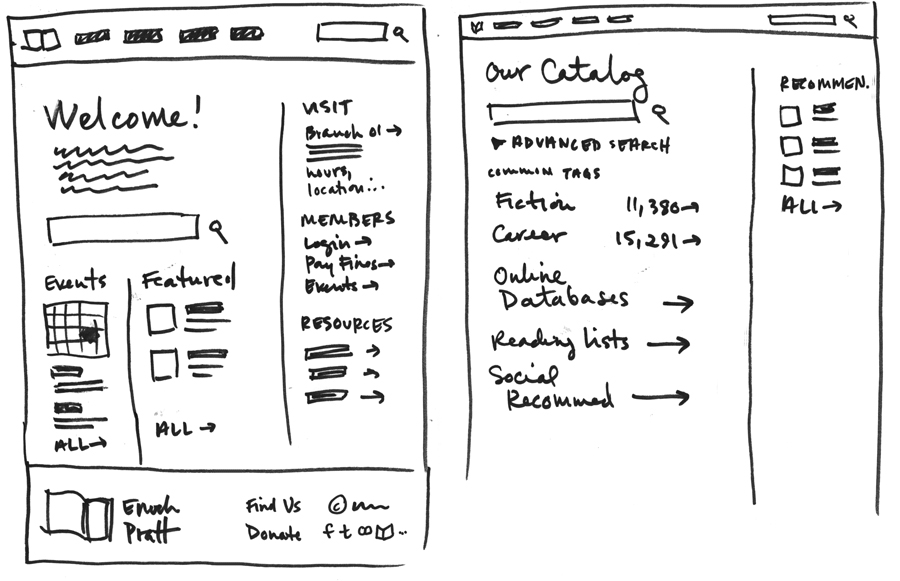 Welcome!
Events
ALL→
Featured
ALL →
VISIT
Branch 01 →
hours,
location...
MEMBERS
Login →
Pay Fines→
Events →
RESOURCES
Enoch
Pratt
Find Us
©
Donate
f t
Our Catalog
▶ ADVANCED SEARCH
COMMON TAGS
Fiction 11,380→
Career 15,291→
Online
Databases →
Reading Lists →
Social
Recommed →
RECOMMEN.
ALL→